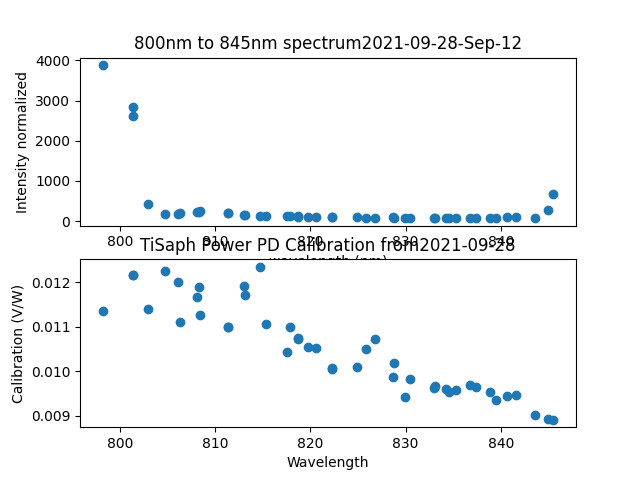 800nm to 845nm spectrum2021-09-28-Sep-12
Intensity normalized
4000
3000
2000
1000
0
800 810 820 830 840
wavelength (nm)
TiSaph Power PD Calibration from2021-09-28
Calibration (V/W)
0.012
0.011
0.010
0.009
800 810 820 830 840
Wavelength